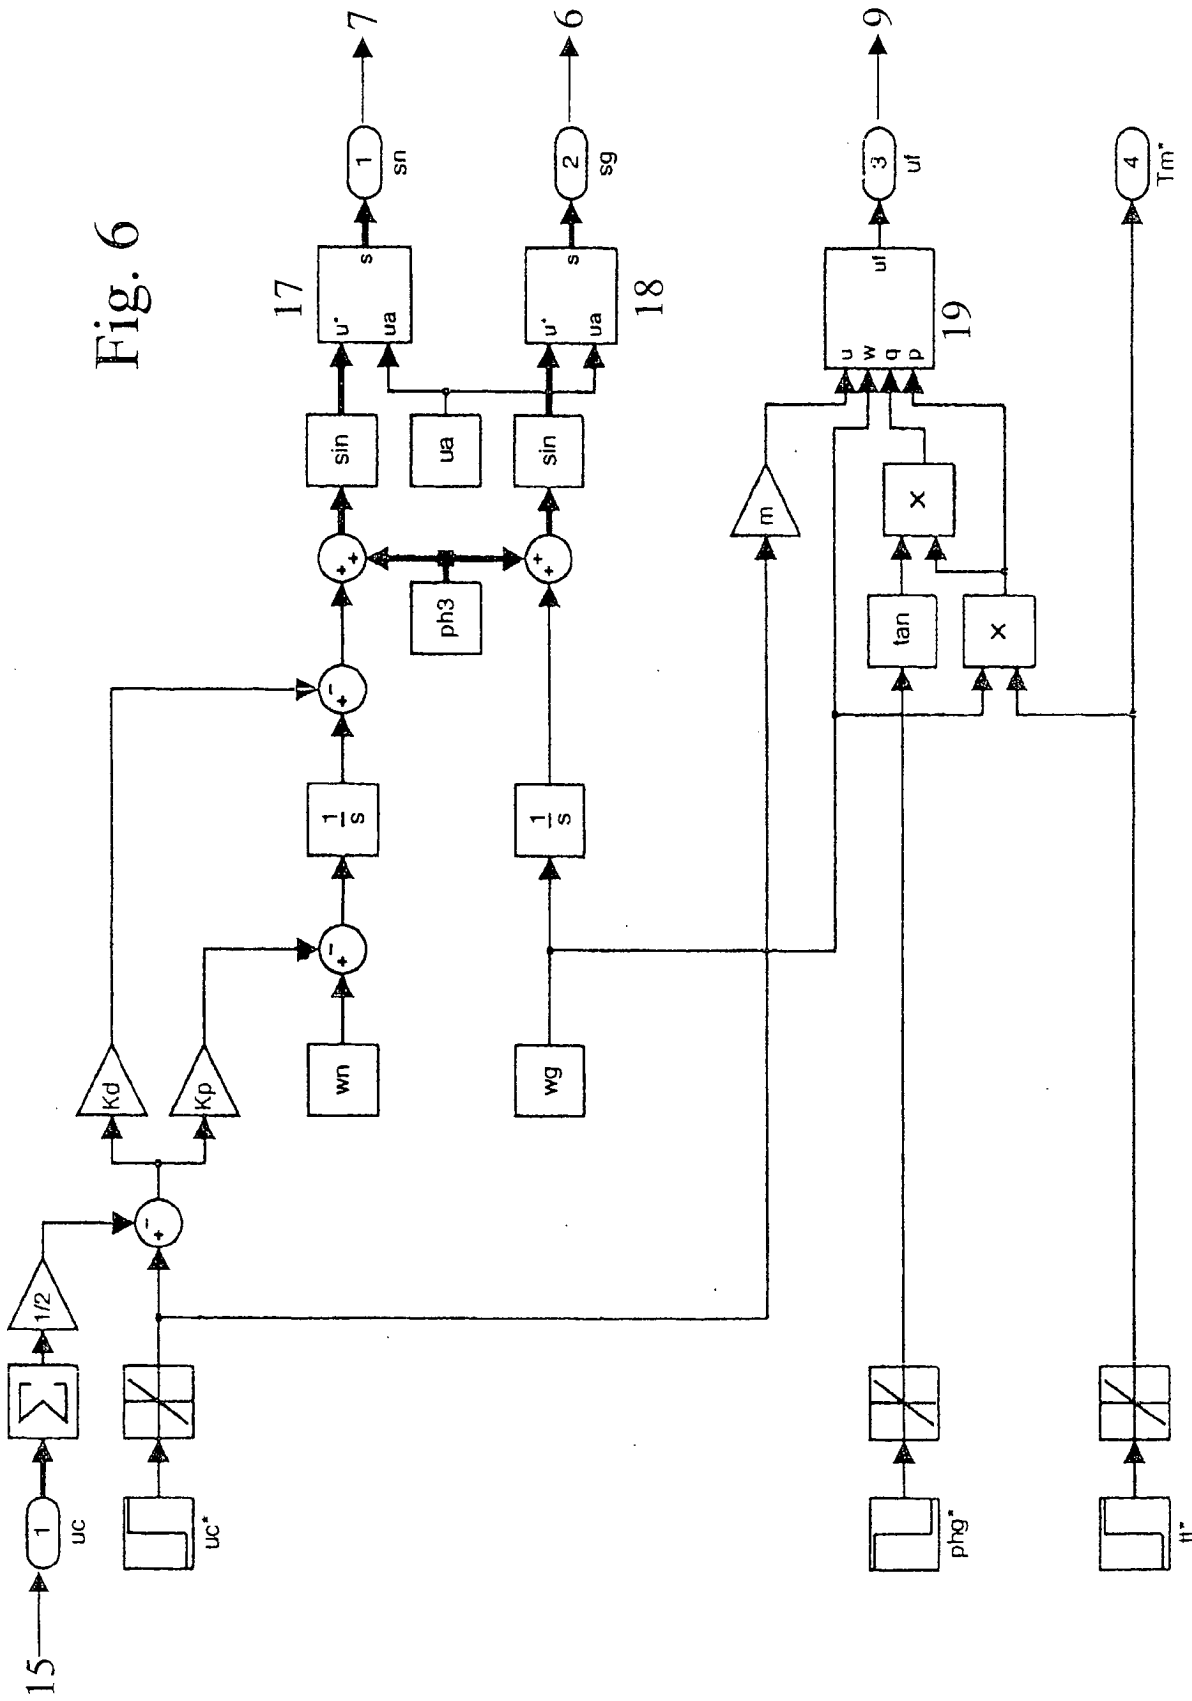 Fig. 6
15
1
uc
1/2
uc*
Kd
Kp
wn
1
s
ph3
sin
ua
17
u*
ua
s
1
sn
7
wg
1
s
sin
18
u*
ua
s
2
sg
6
m
phg*
tan
x
x
19
u
w
q
p
uf
3
uf
9
tt*
4
Tm*
+
-
+
-
+
-
+
+
+
+